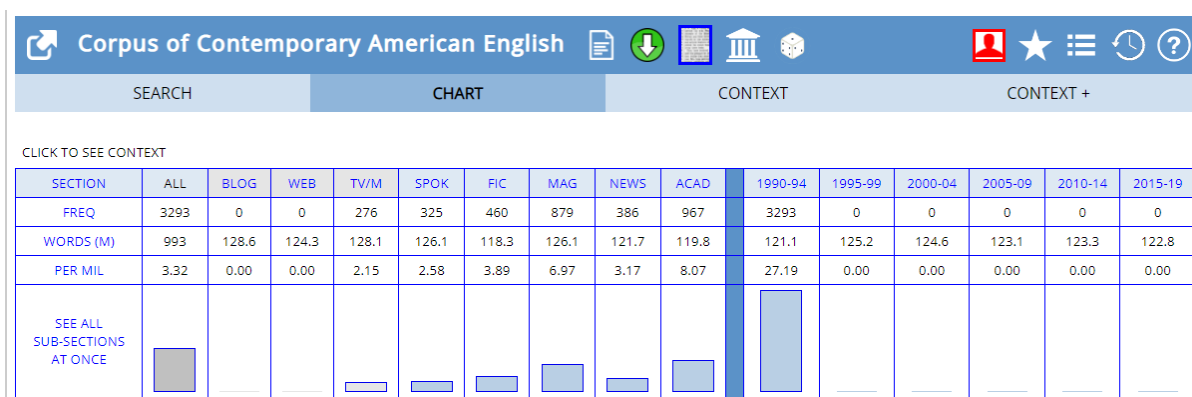 Corpus of Contemporary American English
SEARCH CHART CONTEXT CONTEXT +
CLICK TO SEE CONTEXT
SECTION ALL BLOG WEB TV/M SPOK FIC MAG NEWS ACAD 1990-94 1995-99 2000-04 2005-09 2010-14 2015-19
FREQ 3293 0 0 276 325 460 879 386 967 3293 0 0 0 0 0
WORDS (M) 993 128.6 124.3 128.1 126.1 118.3 126.1 121.7 119.8 121.1 125.2 124.6 123.1 123.3 122.8
PER MIL 3.32 0.00 0.00 2.15 2.58 3.89 6.97 3.17 8.07 27.19 0.00 0.00 0.00 0.00 0.00
SEE ALL
SUB-SECTIONS
AT ONCE